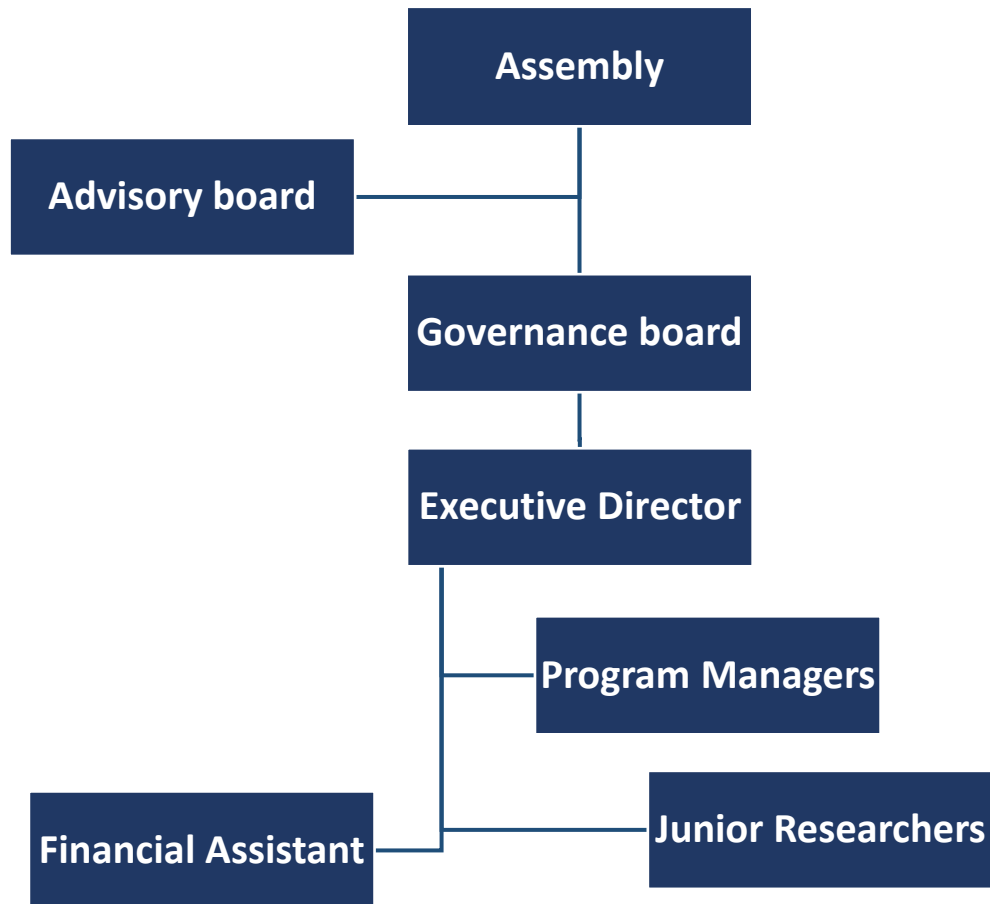 Assembly
Advisory board
Governance board
Executive Director
Program Managers
Junior Researchers
Financial Assistant